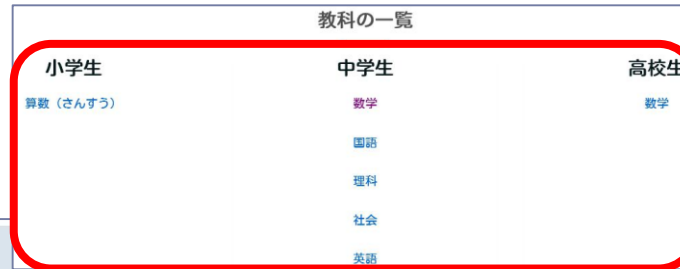 教科の一覧
小学生 中学生 高校生
算数（さんすう） 数学 数学
国語
理科
社会
英語